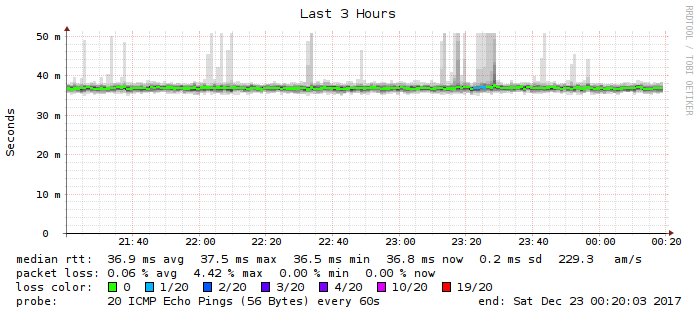 Last 3 Hours
RRDTOOL / TOBI OETIKER
Seconds
50 m
40 m
30 m
20 m
10 m
0
21:40 22:00 22:20 22:40 23:00 23:20 23:40 00:00 00:20
median rtt: 36.9 ms avg 37.5 ms max 36.5 ms min 36.8 ms now 0.2 ms sd 229.3 am/s
packet loss: 0.06 % avg 4.42 % max 0.00 % min 0.00 % now
loss color: 0 1/20 2/20 3/20 4/20 10/20 19/20
probe: 20 ICMP Echo Pings (56 Bytes) every 60s end: Sat Dec 23 00:20:03 2017